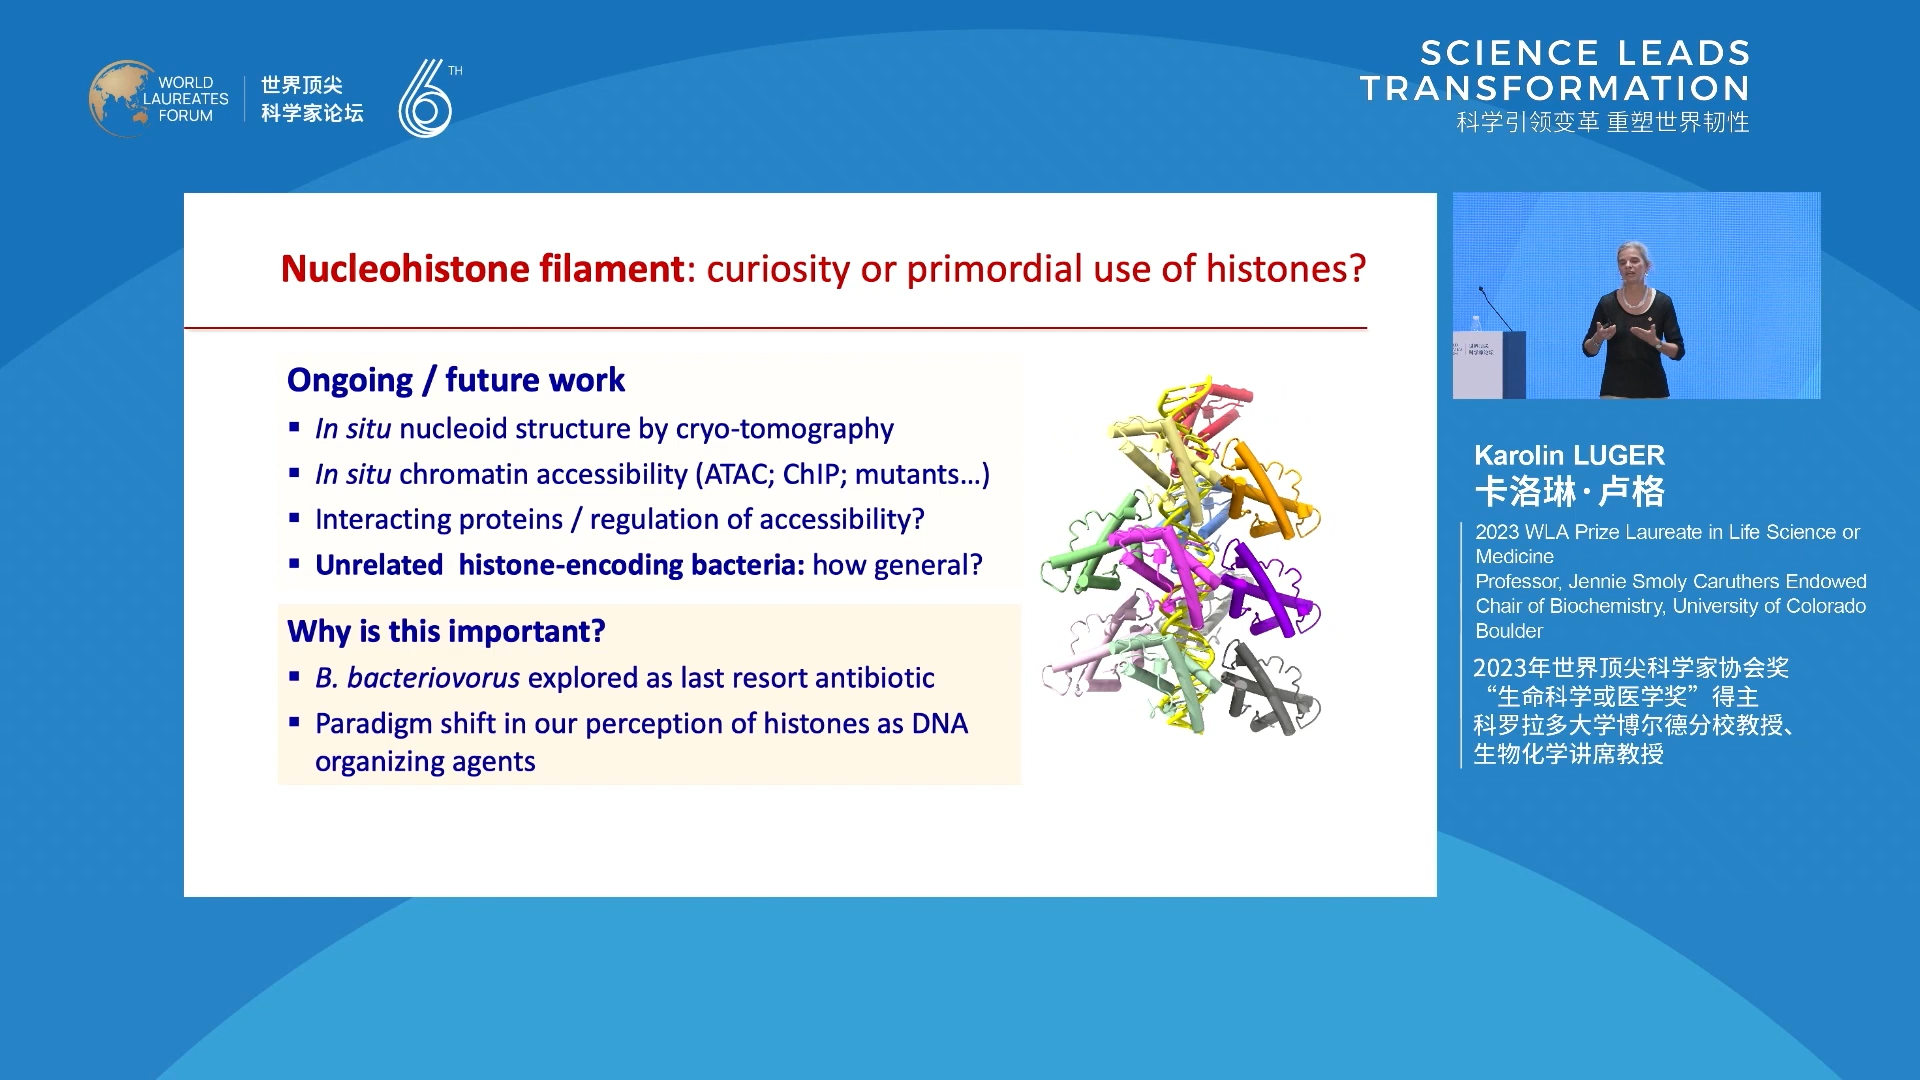 WORLD
LAUREATES
FORUM
世界顶尖
科学家论坛
6TH
SCIENCE LEADS
TRANSFORMATION
科学引领变革 重塑世界韧性
Nucleohistone filament: curiosity or primordial use of histones?
Ongoing / future work
▪ In situ nucleoid structure by cryo-tomography
▪ In situ chromatin accessibility (ATAC; ChIP; mutants…)
▪ Interacting proteins / regulation of accessibility?
▪ Unrelated histone-encoding bacteria: how general?
Why is this important?
▪ B. bacteriovorus explored as last resort antibiotic
▪ Paradigm shift in our perception of histones as DNA
organizing agents
Karolin LUGER
卡洛琳·卢格
2023 WLA Prize Laureate in Life Science or
Medicine
Professor, Jennie Smoly Caruthers Endowed
Chair of Biochemistry, University of Colorado
Boulder
2023年世界顶尖科学家协会奖
“生命科学或医学奖”得主
科罗拉多大学博尔德分校教授、
生物化学讲席教授